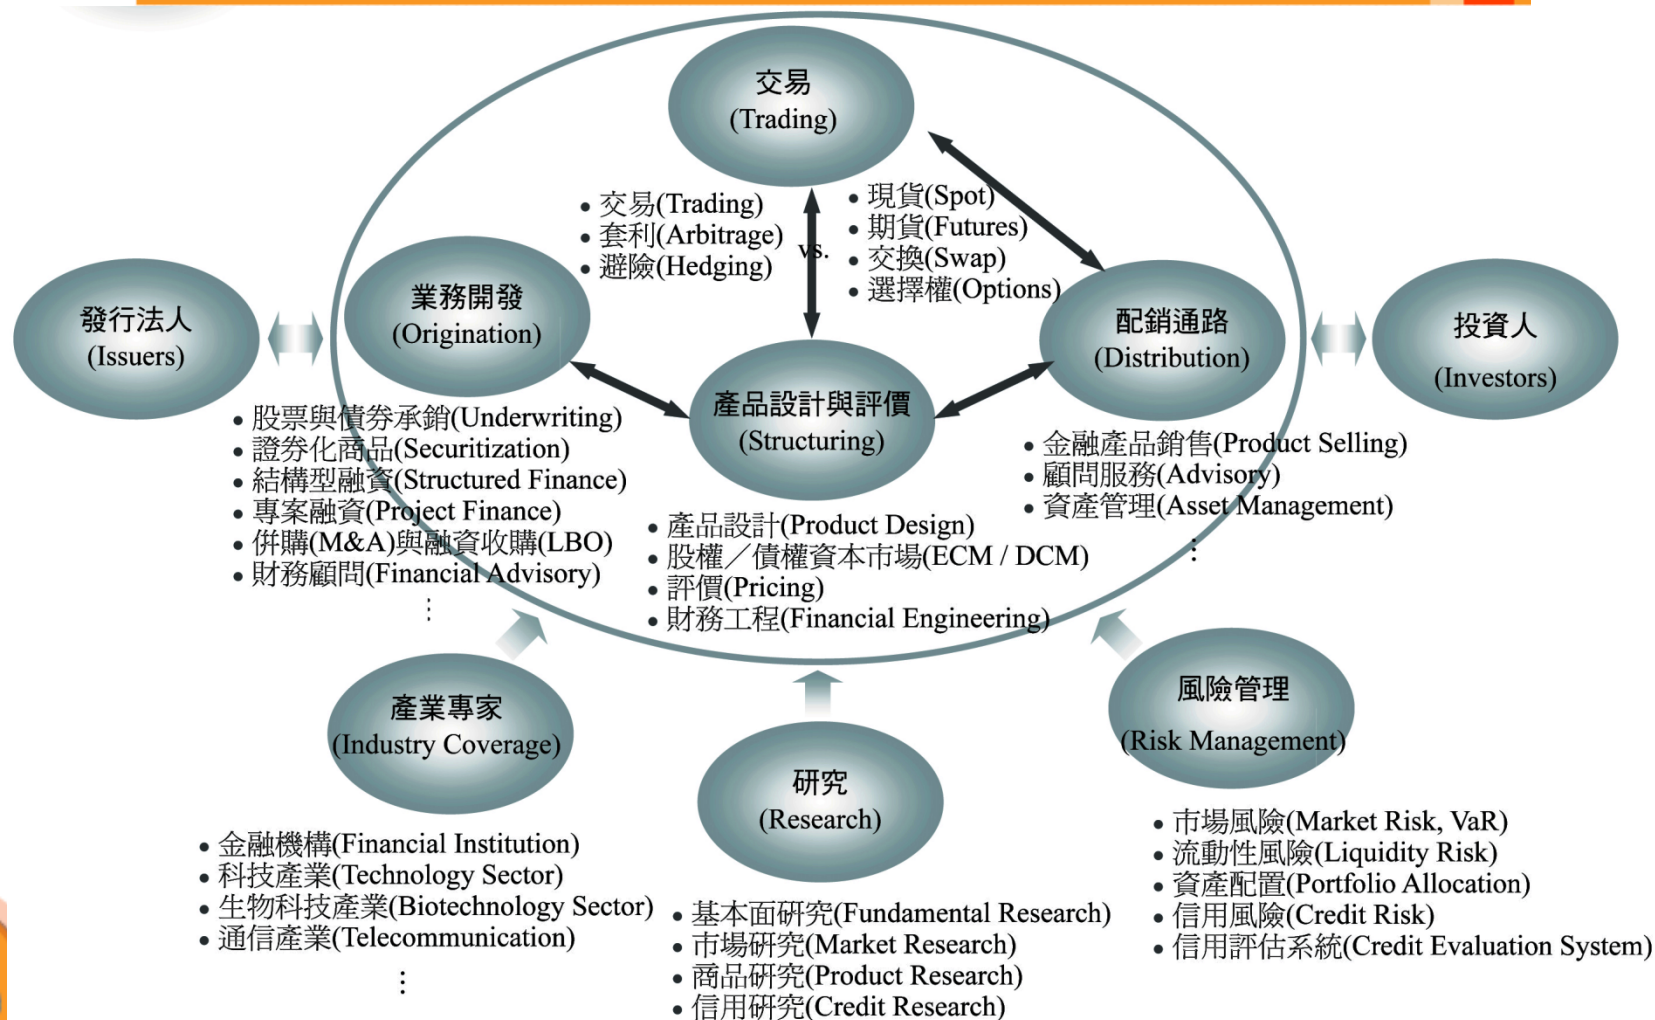 交易
(Trading)
• 交易(Trading)
• 套利(Arbitrage)
• 避險(Hedging)
vs.
• 現貨(Spot)
• 期貨(Futures)
• 交換(Swap)
• 選擇權(Options)
發行法人
(Issuers)
業務開發
(Origination)
產品設計與評價
(Structuring)
配銷通路
(Distribution)
投資人
(Investors)
• 股票與債券承銷(Underwriting)
• 證券化商品(Securitization)
• 結構型融資(Structured Finance)
• 專案融資(Project Finance)
• 併購(M&A)與融資收購(LBO)
• 財務顧問(Financial Advisory)
⋮
• 產品設計(Product Design)
• 股權／債權資本市場(ECM / DCM)
• 評價(Pricing)
• 財務工程(Financial Engineering)
• 金融產品銷售(Product Selling)
• 顧問服務(Advisory)
• 資產管理(Asset Management)
⋮
產業專家
(Industry Coverage)
• 金融機構(Financial Institution)
• 科技產業(Technology Sector)
• 生物科技產業(Biotechnology Sector)
• 通信產業(Telecommunication)
⋮
研究
(Research)
• 基本面研究(Fundamental Research)
• 市場研究(Market Research)
• 商品研究(Product Research)
• 信用研究(Credit Research)
風險管理
(Risk Management)
• 市場風險(Market Risk, VaR)
• 流動性風險(Liquidity Risk)
• 資產配置(Portfolio Allocation)
• 信用風險(Credit Risk)
• 信用評估系統(Credit Evaluation System)